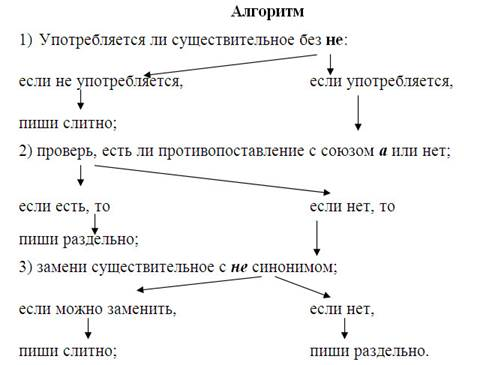 Алгоритм
1) Употребляется ли существительное без не:
если не употребляется, если употребляется,
пиши слитно;
2) проверь, есть ли противопоставление с союзом а или нет;
если есть, то если нет, то
пиши раздельно;
3) замени существительное с не синонимом;
если можно заменить, если нет,
пиши слитно; пиши раздельно.